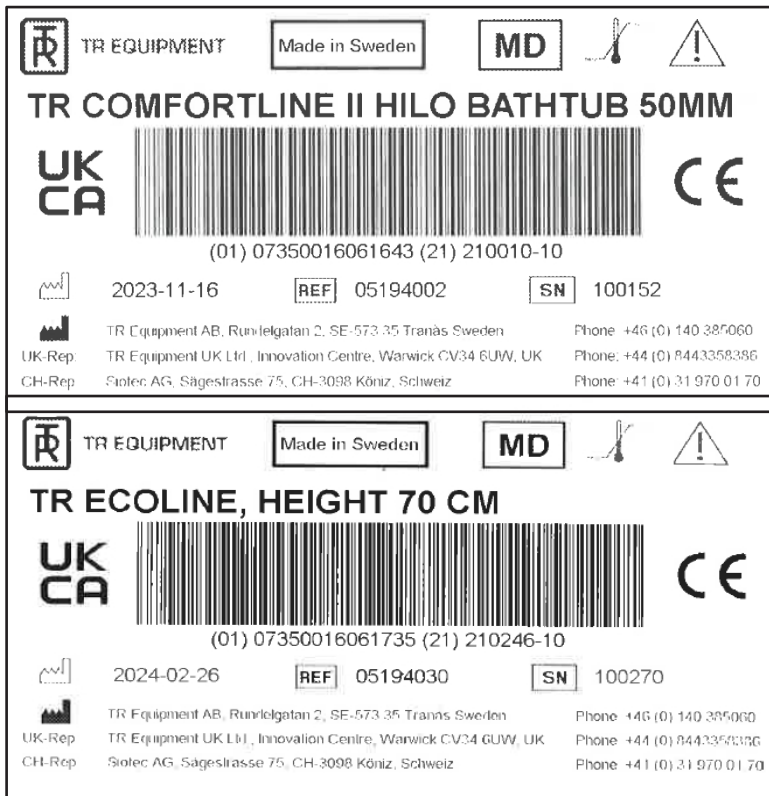 TR EQUIPMENT Made in Sweden MD
TR COMFORTLINE II HILO BATHTUB 50MM
UK
CA
CE
(01) 07350016061643 (21) 210010-10
2023-11-16 REF 05194002 SN 100152
TR Equipment AB, Rundelgatan 2, SE-573 35 Tranås Sweden Phone +46 (0) 140 385060
UK-Rep: TR Equipment UK Ltd., Innovation Centre, Warwick CV34 6UW, UK Phone: +44 (0) 8443358386
CH-Rep Siotec AG, Sägestrasse 75, CH-3098 Köniz, Schweiz Phone: +41 (0) 31 970 01 70
TR EQUIPMENT Made in Sweden MD
TR ECOLINE, HEIGHT 70 CM
UK
CA
CE
(01) 07350016061735 (21) 210246-10
2024-02-26 REF 05194030 SN 100270
TR Equipment AB, Rundelgatan 2, SE-573 35 Tranås Sweden Phone +46 (0) 140 385060
UK-Rep TR Equipment UK Ltd., Innovation Centre, Warwick CV34 6UW, UK Phone +44 (0) 8443358386
CH-Rep Siotec AG, Sägestrasse 75, CH-3098 Köniz, Schweiz Phone +41 (0) 31 970 01 70